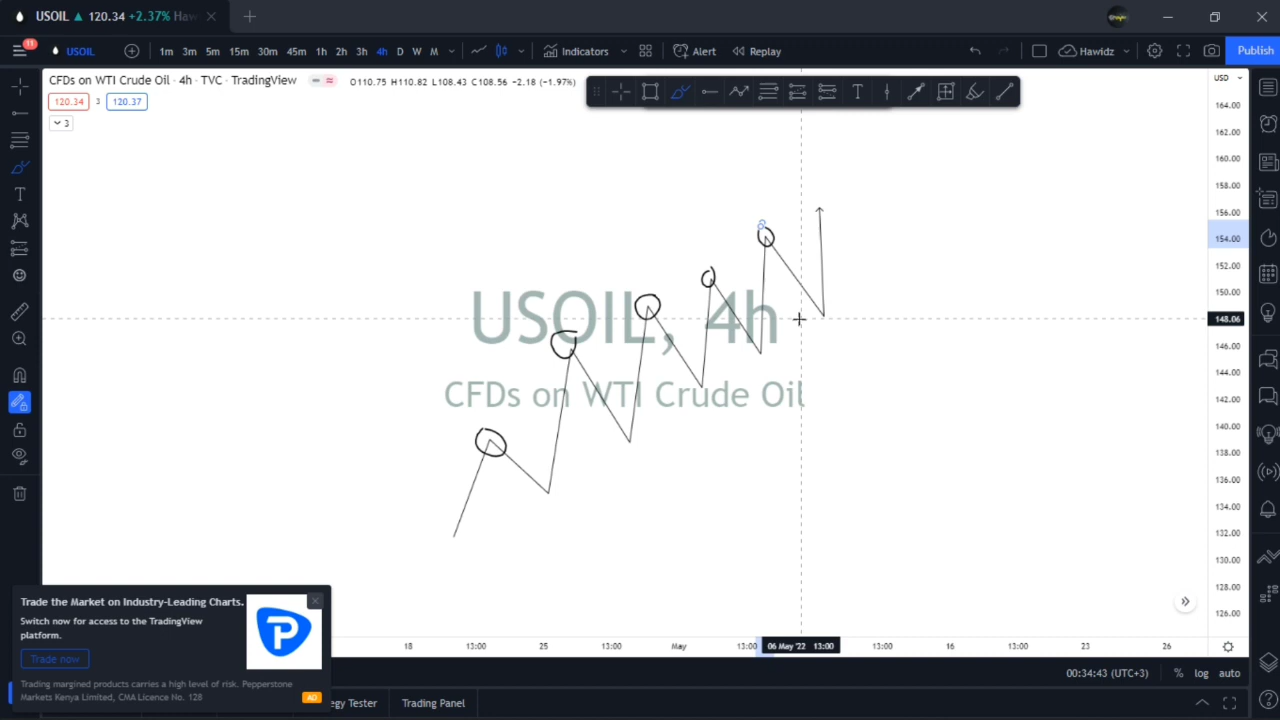 USOIL ▲ 120.34 +2.37% Haw
11
USOIL
1m 3m 5m 15m 30m 45m 1h 2h 3h 4h D W M
Indicators
Alert
Replay
Hawidz
Publish
CFDs on WTI Crude Oil · 4h · TVC · TradingView
O110.75 H110.82 L108.43 C108.56 −2.18 (−1.97%)
USD
120.34 3 120.37
3
164.00
162.00
160.00
158.00
156.00
154.00
152.00
150.00
148.06
146.00
144.00
142.00
140.00
138.00
136.00
134.00
132.00
130.00
128.00
126.00
USOIL, 4h
CFDs on WTI Crude Oil
Trade the Market on Industry-Leading Charts.
Switch now for access to the TradingView
platform.
Trade now
Trading margined products carries a high level of risk. Pepperstone
Markets Kenya Limited, CMA Licence No. 128
AD
18 13:00 25 13:00 May 13:00 06 May '22 13:00 13:00 16 13:00 23 26
00:34:43 (UTC+3) % log auto
egy Tester
Trading Panel